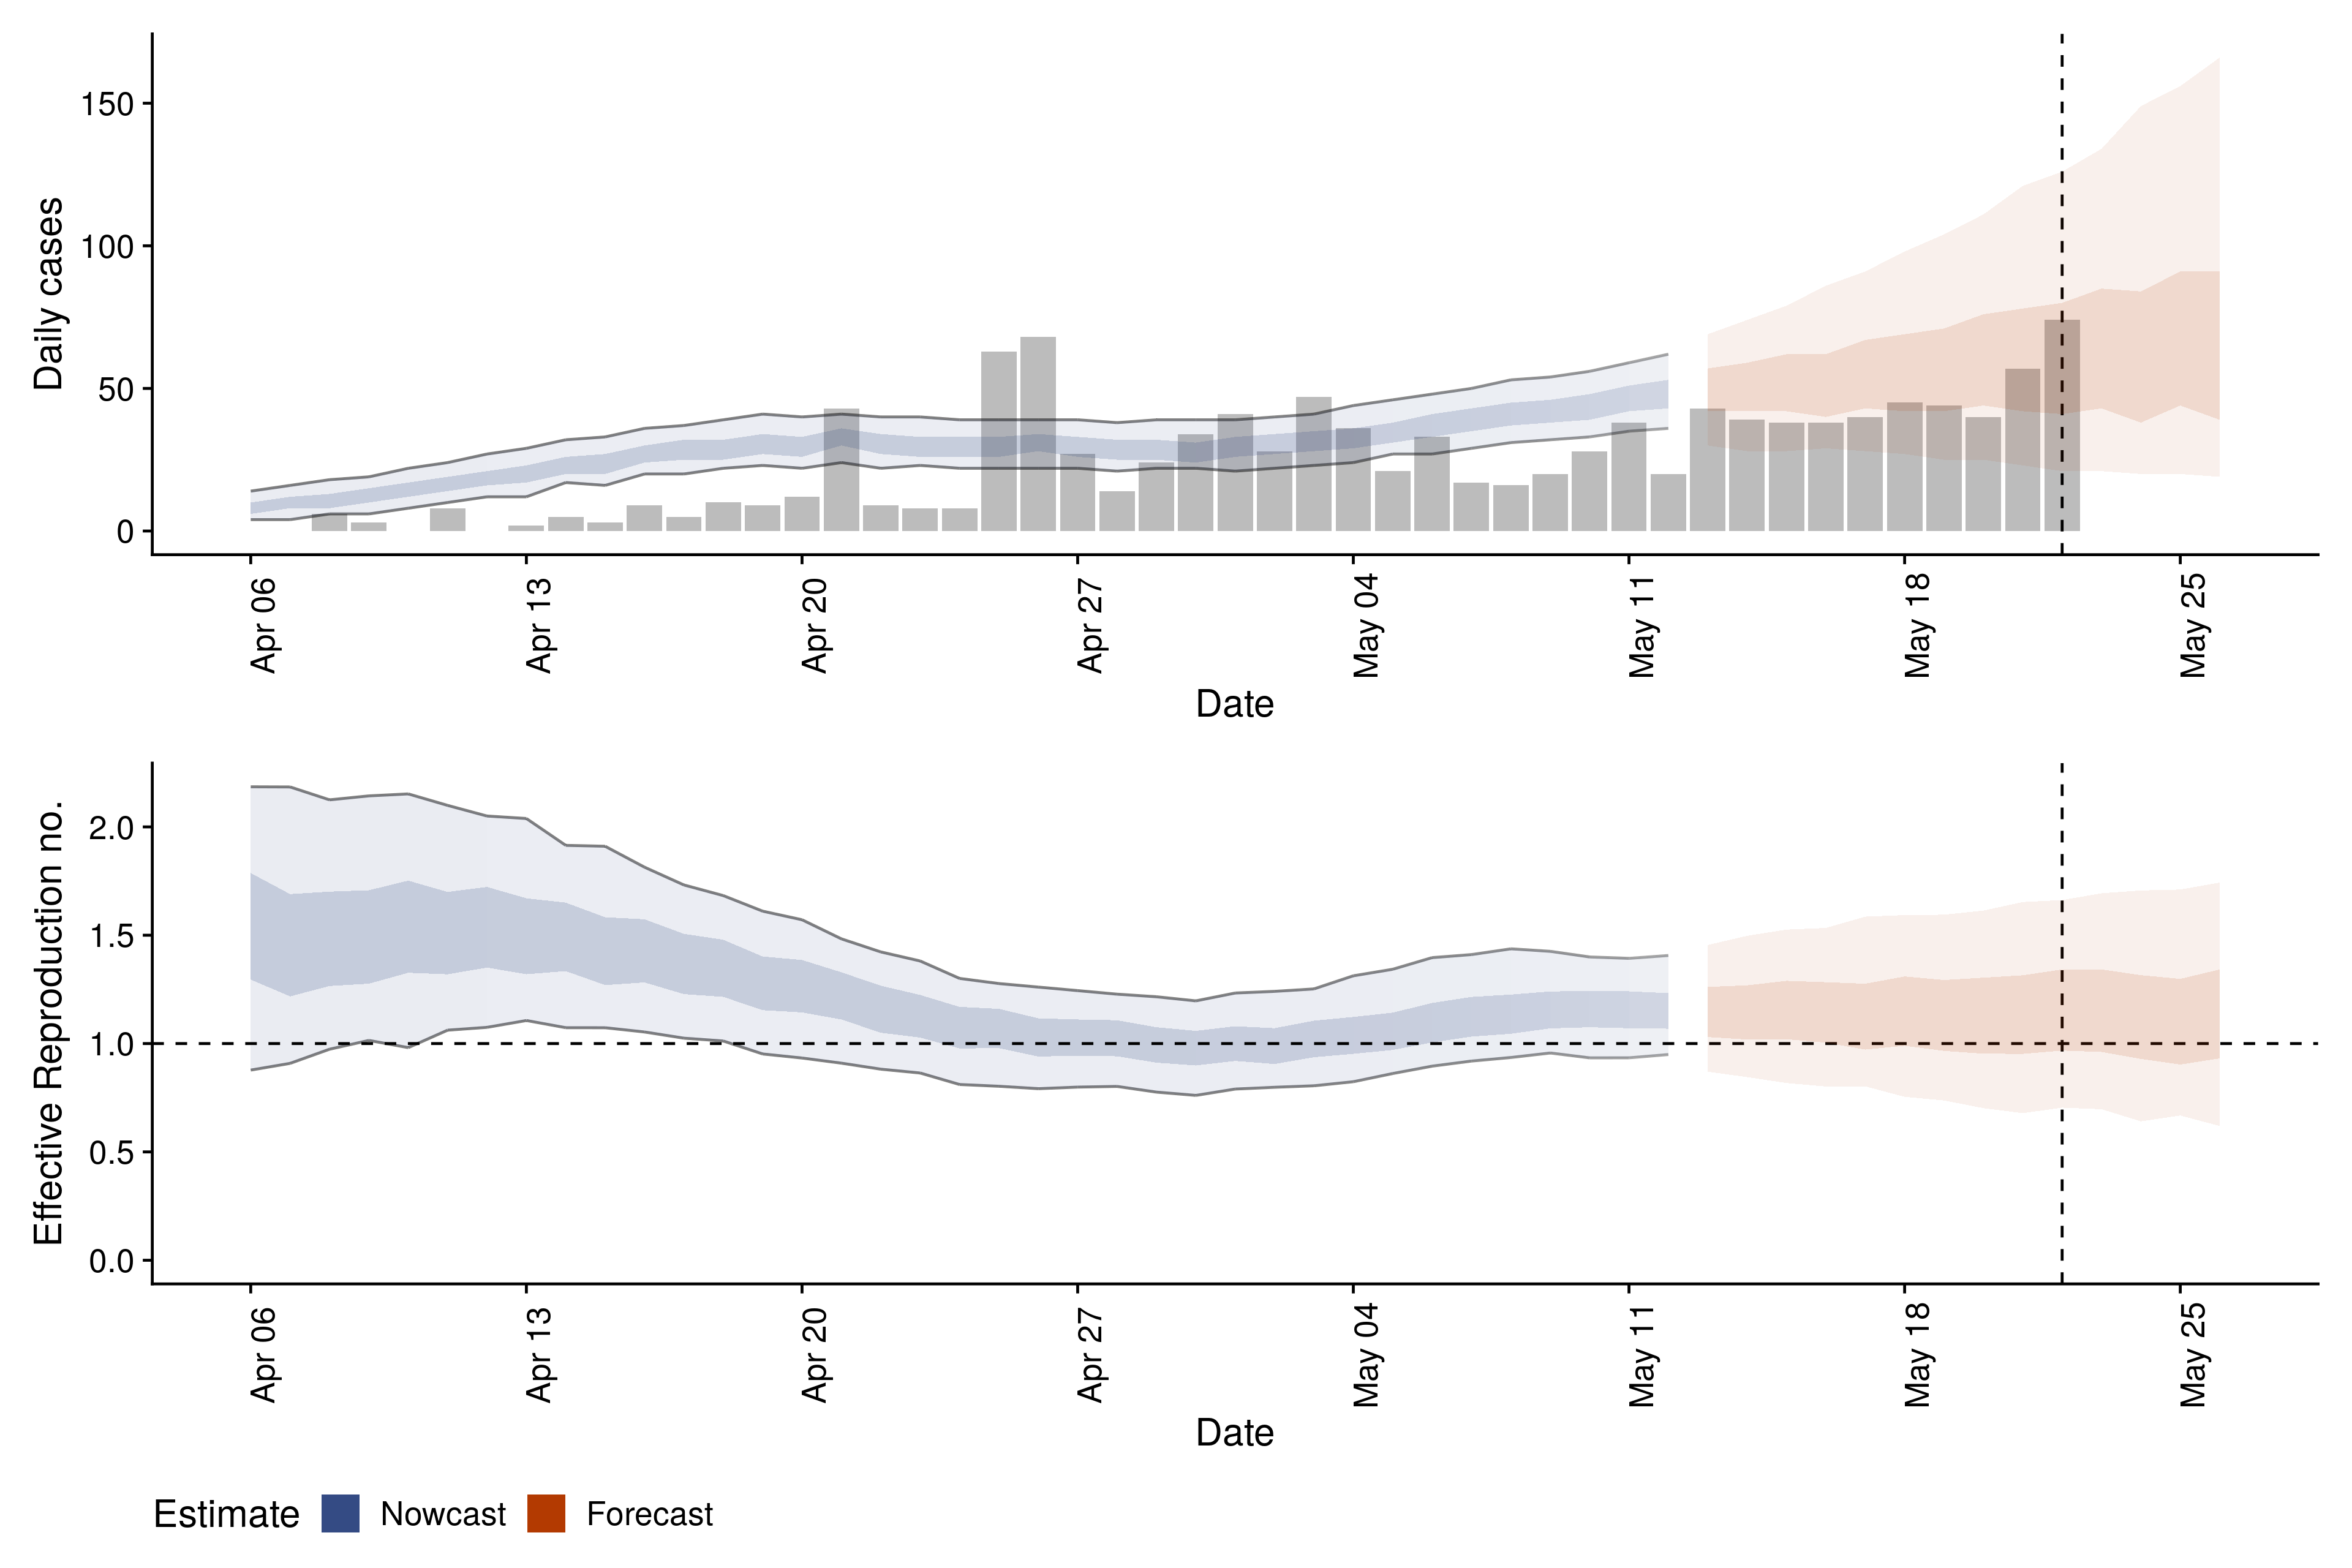 Daily cases
150
100
50
0
Apr 06
Apr 13
Apr 20
Apr 27
May 04
May 11
May 18
May 25
Date
Effective Reproduction no.
2.0
1.5
1.0
0.5
0.0
Apr 06
Apr 13
Apr 20
Apr 27
May 04
May 11
May 18
May 25
Date
Estimate Nowcast Forecast